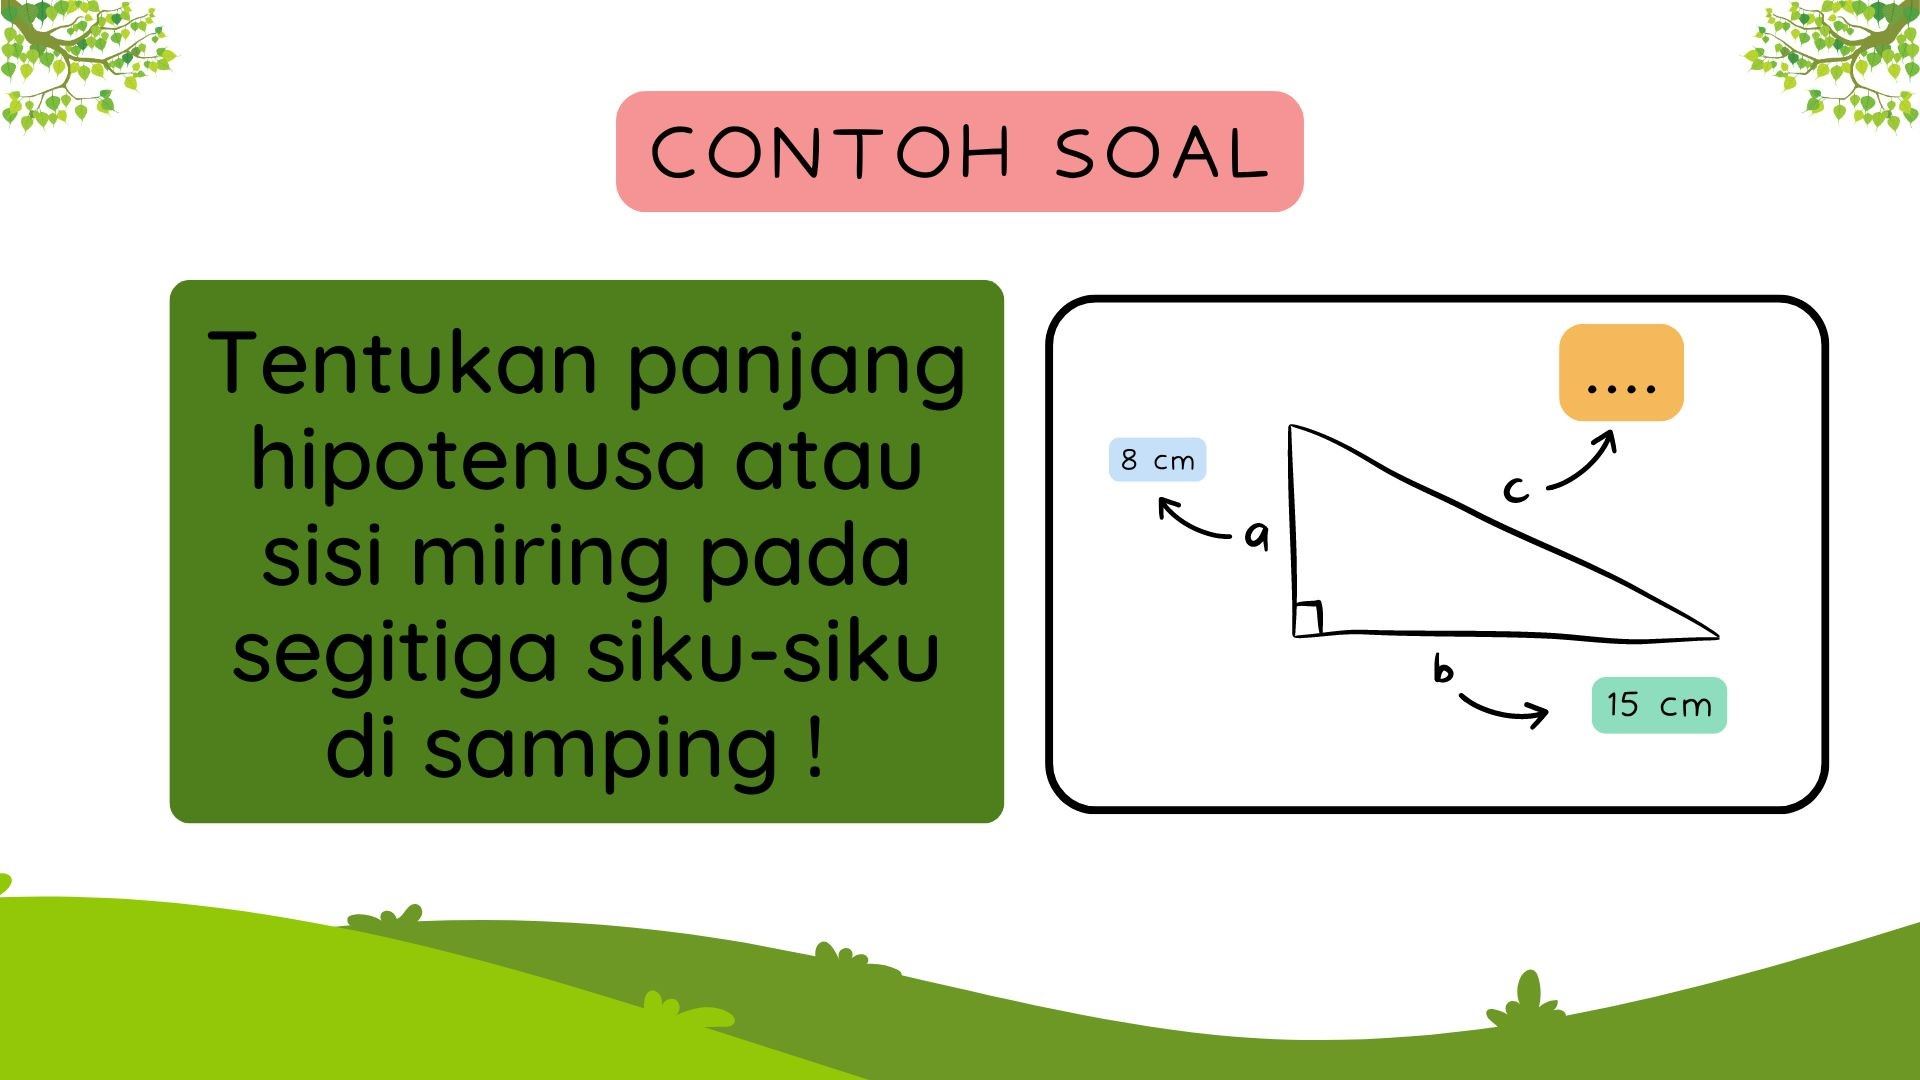 CONTOH SOAL
Tentukan panjang
hipotenusa atau
sisi miring pada
segitiga siku-siku
di samping !
....
8 cm
c
a
b
15 cm